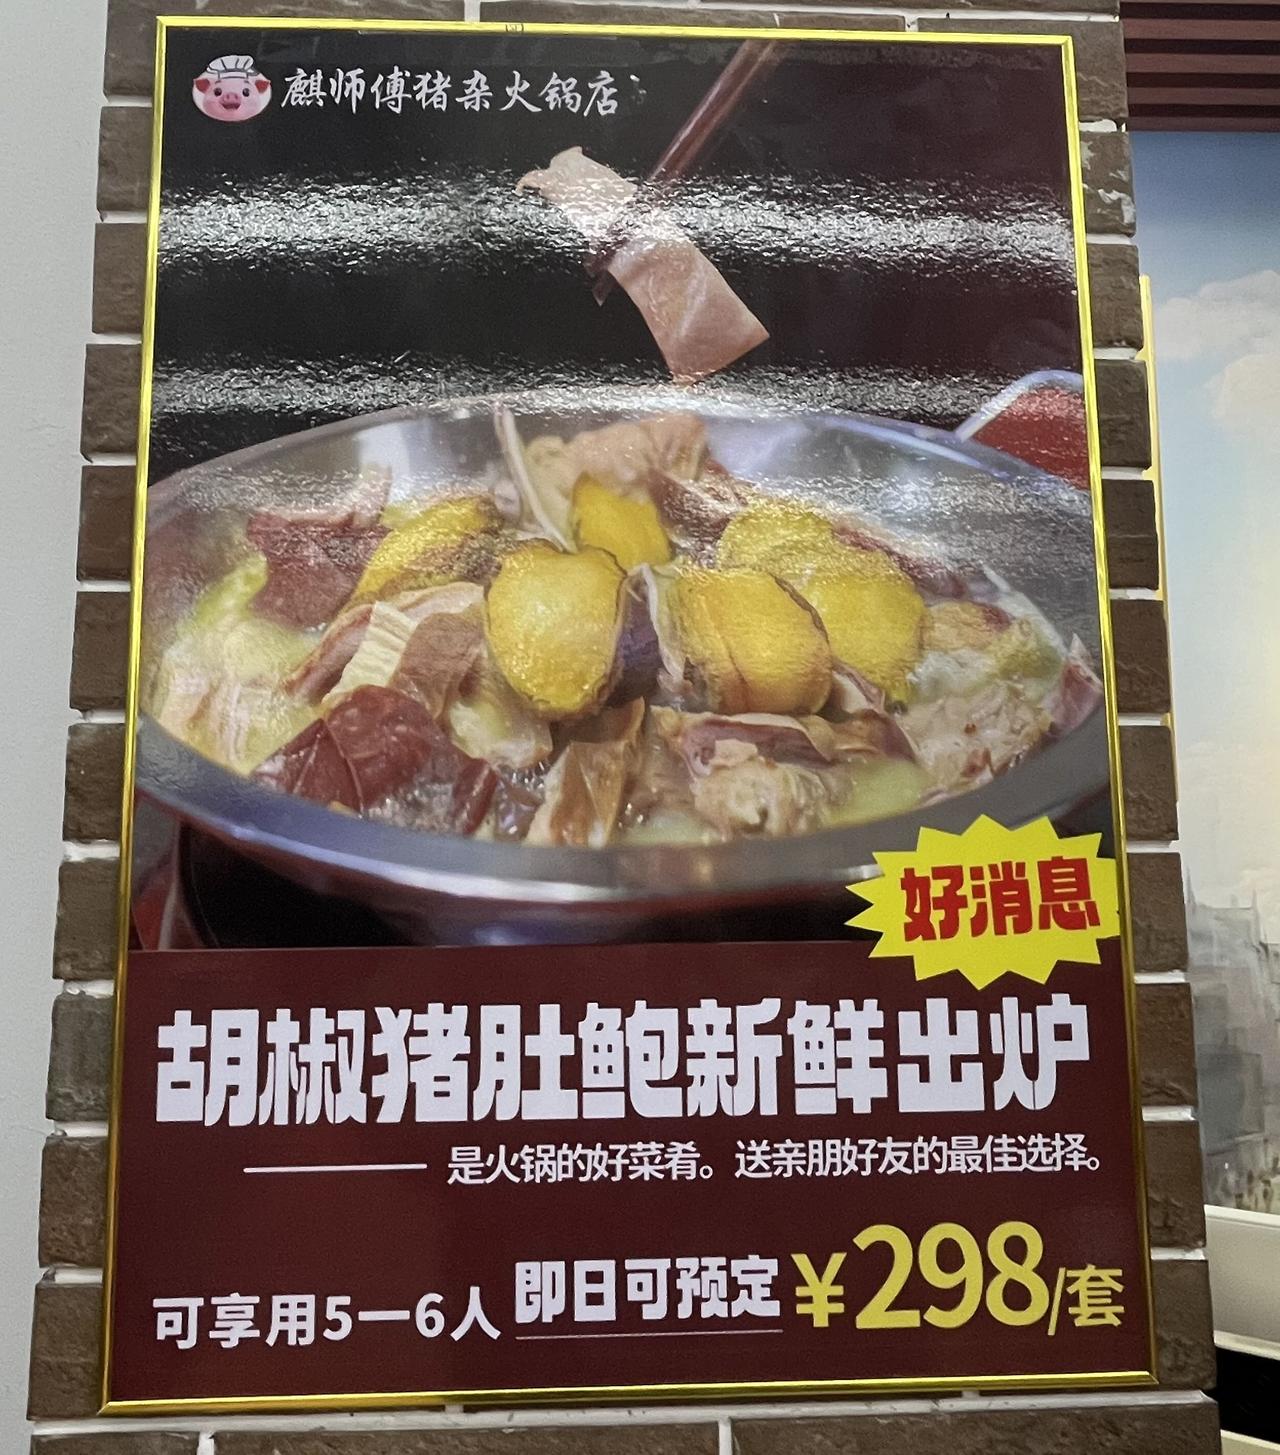 麒师傅猪杂火锅店
好消息
胡椒猪肚鲍新鲜出炉
是火锅的好菜肴。送亲朋好友的最佳选择。
可享用5一6人 即日可预定 ¥298/套